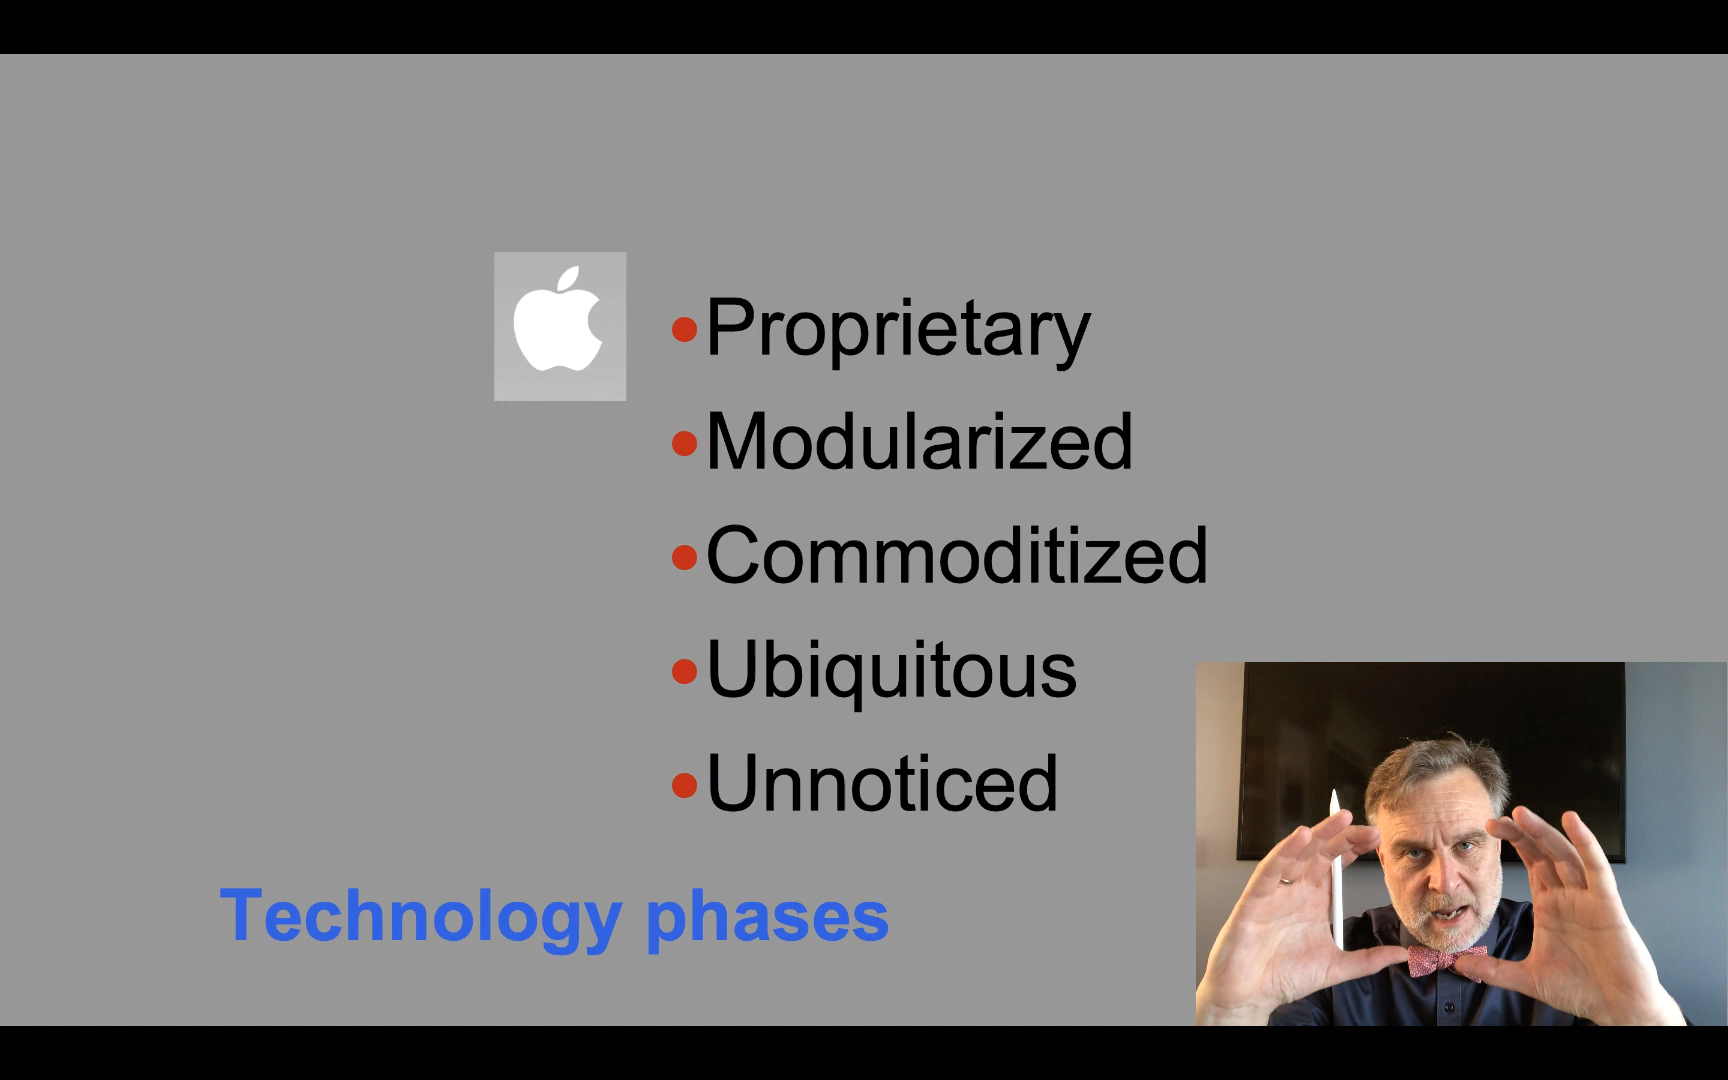 •Proprietary
•Modularized
•Commoditized
•Ubiquitous
•Unnoticed
Technology phases